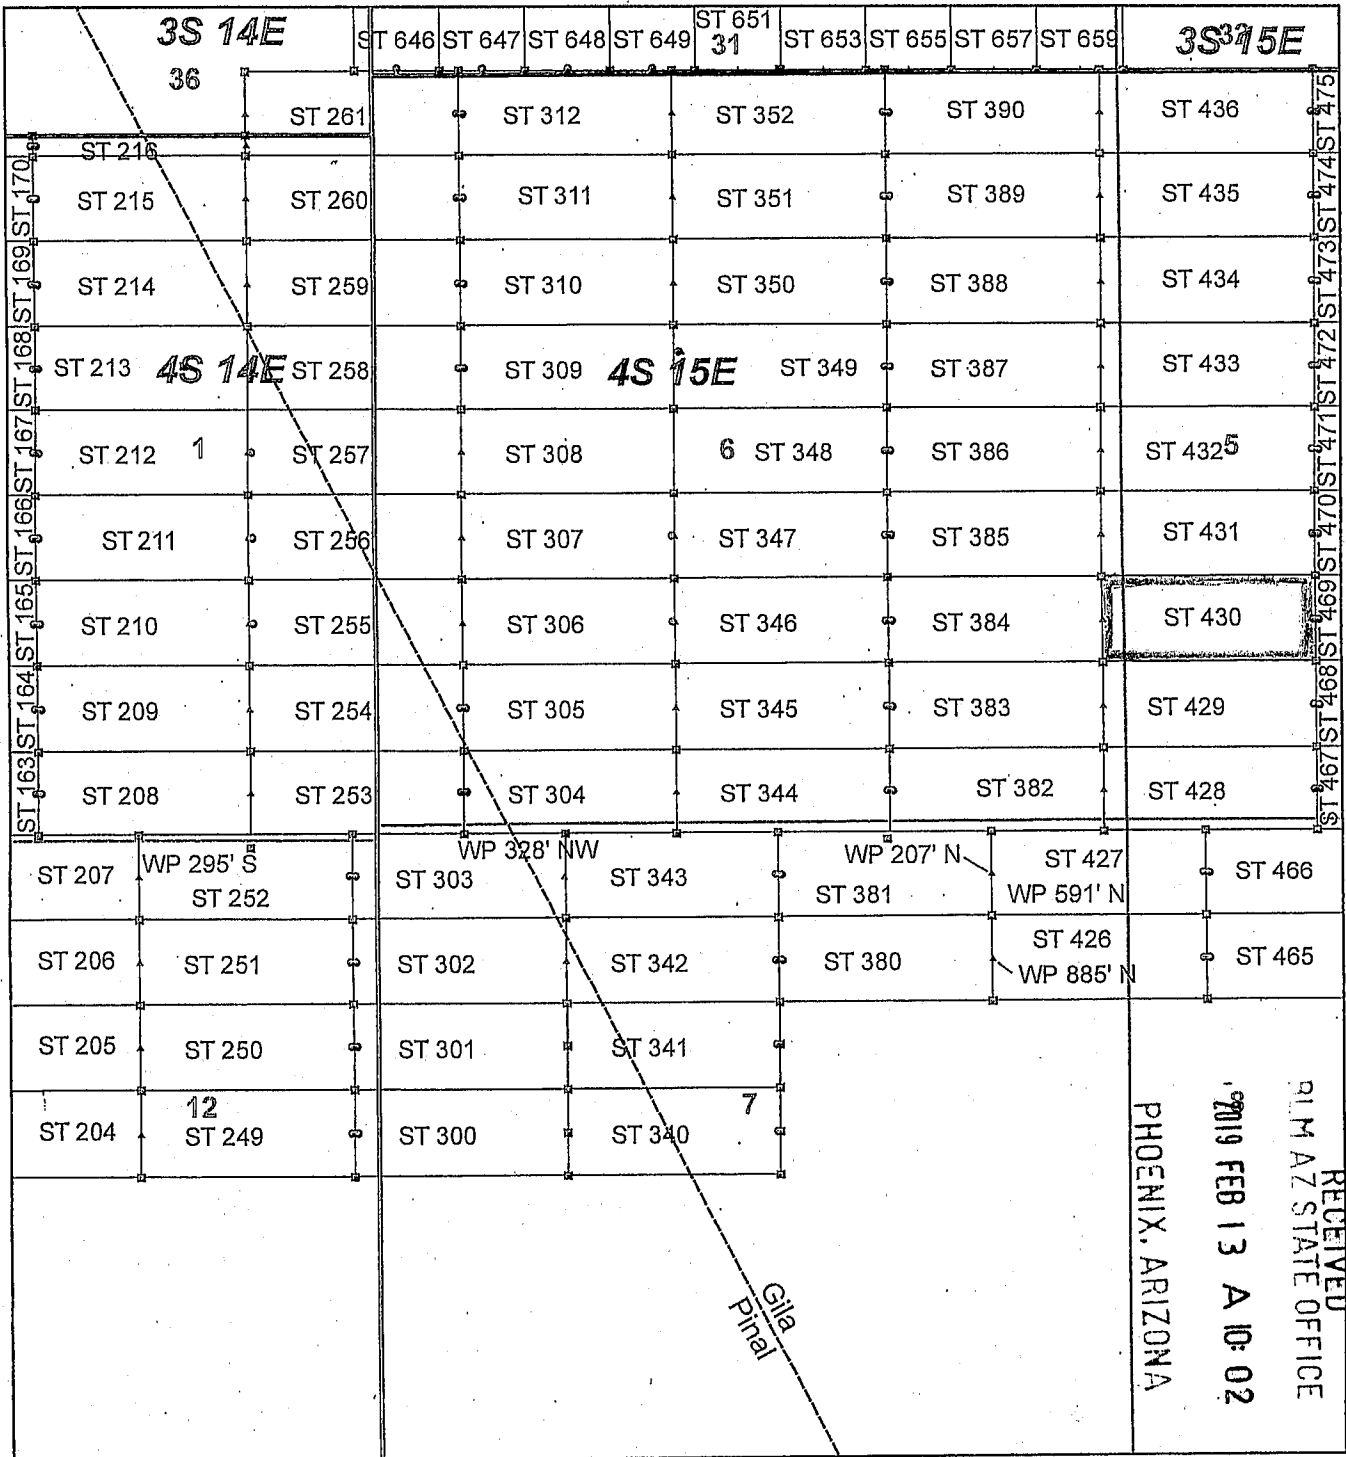 3S 14E
ST 646 ST 647 ST 648 ST 649 ST 651 ST 653 ST 655 ST 657 ST 659
31
3S 15E
32
36
ST 261 ST 312 ST 352 ST 390 ST 436 ST 475
ST 216
ST 170 ST 215 ST 260 ST 311 ST 351 ST 389 ST 435 ST 474
ST 169 ST 214 ST 259 ST 310 ST 350 ST 388 ST 434 ST 473
ST 168 ST 213 4S 14E ST 258 ST 309 4S 15E ST 349 ST 387 ST 433 ST 472
ST 167 ST 212 1 ST 257 ST 308 6 ST 348 ST 386 ST 432 5 ST 471
ST 166 ST 211 ST 256 ST 307 ST 347 ST 385 ST 431 ST 470
ST 165 ST 210 ST 255 ST 306 ST 346 ST 384 ST 430 ST 469
ST 164 ST 209 ST 254 ST 305 ST 345 ST 383 ST 429 ST 468
ST 163 ST 208 ST 253 ST 304 ST 344 ST 382 ST 428 ST 467
ST 207 WP 295' S ST 303 WP 328' NW ST 343 WP 207' N ST 427 ST 466
ST 252 ST 381 WP 591' N
ST 206 ST 251 ST 302 ST 342 ST 380 ST 426 ST 465
WP 885' N
ST 205 ST 250 ST 301 ST 341
12 7
ST 204 ST 249 ST 300 ST 340
Gila
Pinal
RECEIVED
BLM AZ STATE OFFICE
2019 FEB 13 A 10:02
PHOENIX, ARIZONA